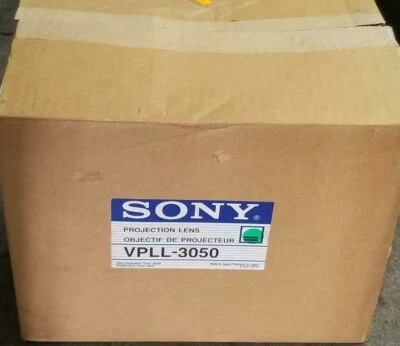 SONY®
PROJECTION LENS
OBJECTIF DE PROJECTEUR
VPLL-3050